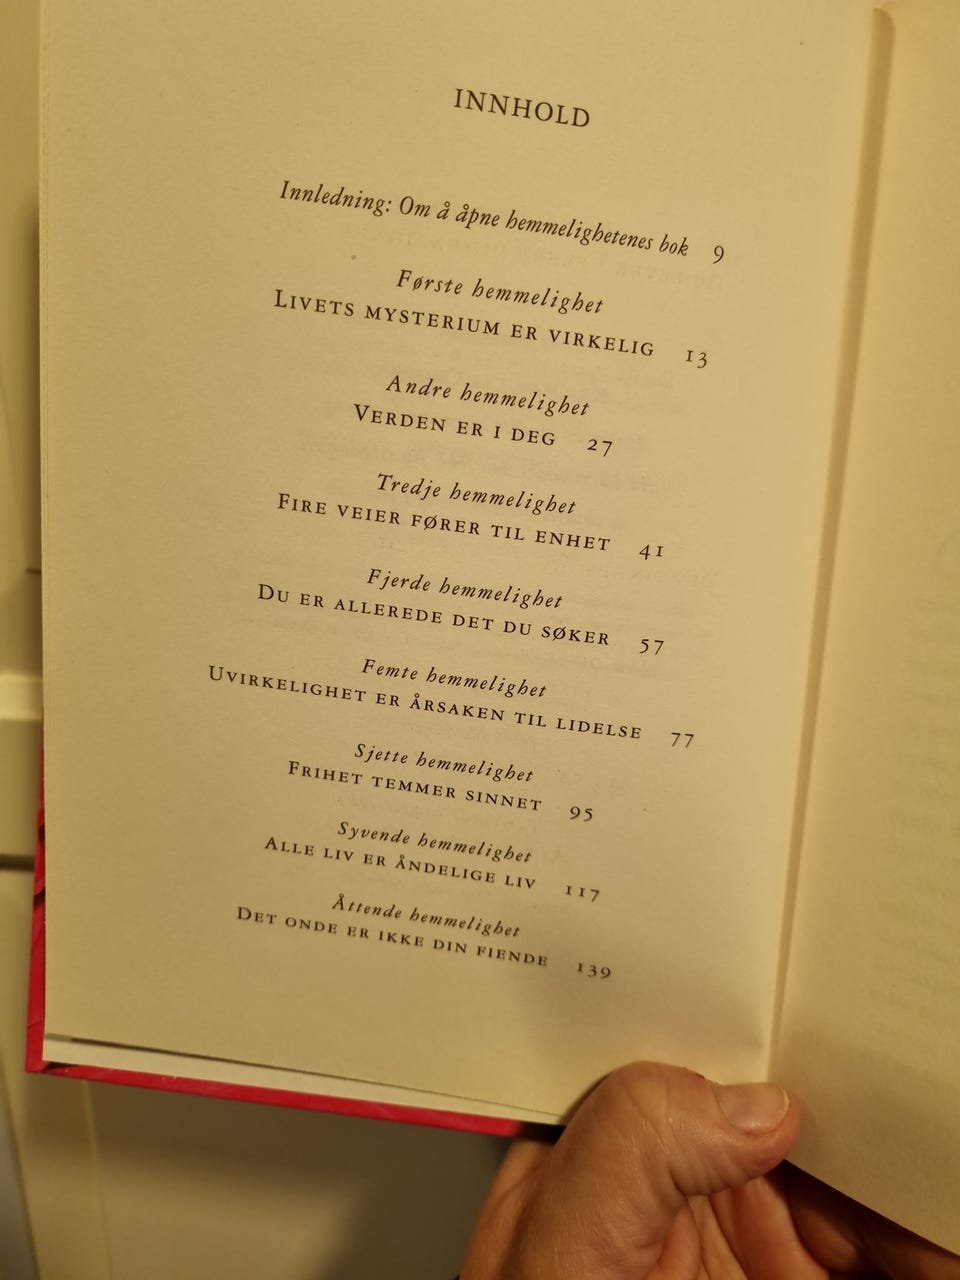 INNHOLD
Innledning: Om å åpne hemmelighetenes bok 9
Første hemmelighet
LIVETS MYSTERIUM ER VIRKELIG 13
Andre hemmelighet
VERDEN ER I DEG 27
Tredje hemmelighet
FIRE VEIER FØRER TIL ENHET 41
Fjerde hemmelighet
DU ER ALLEREDE DET DU SØKER 57
Femte hemmelighet
UVIRKELIGHET ER ÅRSAKEN TIL LIDELSE 77
Sjette hemmelighet
FRIHET TEMMER SINNET 95
Syvende hemmelighet
ALLE LIV ER ÅNDELIGE LIV 117
Åttende hemmelighet
DET ONDE ER IKKE DIN FIENDE 139